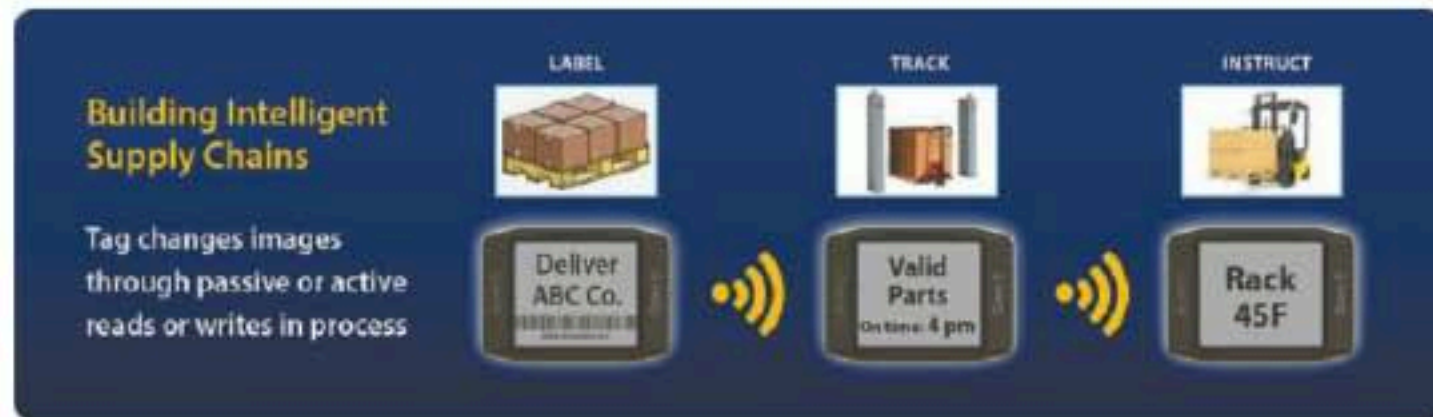 Building Intelligent
Supply Chains
Tag changes images
through passive or active
reads or writes in process
LABEL
Deliver
ABC Co.
TRACK
Valid
Parts
On time: 4 pm
INSTRUCT
Rack
45F